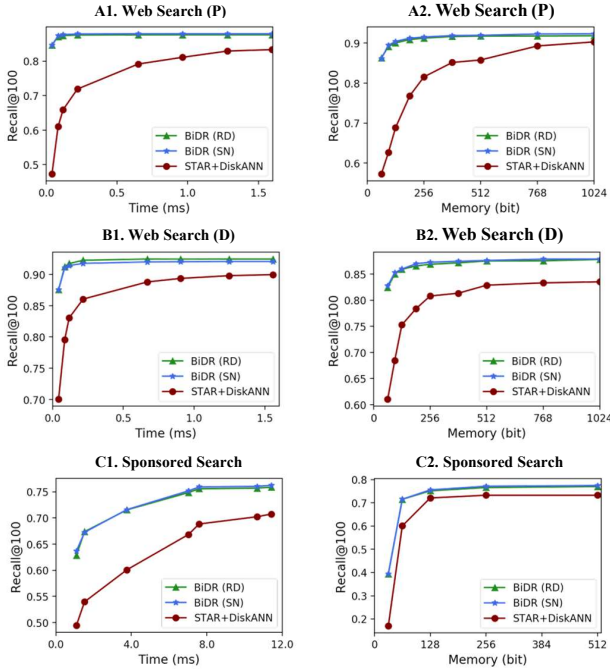 A1. Web Search (P)
Recall@100
0.8
0.7
0.6
0.5
0.0
0.5
1.0
1.5
Time (ms)
BiDR (RD)
BiDR (SN)
STAR+DiskANN
A2. Web Search (P)
Recall@100
0.9
0.8
0.7
0.6
0
256
512
768
1024
Memory (bit)
BiDR (RD)
BiDR (SN)
STAR+DiskANN
B1. Web Search (D)
Recall@100
0.90
0.85
0.80
0.75
0.70
0.0
0.5
1.0
1.5
Time (ms)
BiDR (RD)
BiDR (SN)
STAR+DiskANN
B2. Web Search (D)
Recall@100
0.85
0.80
0.75
0.70
0.65
0.60
0
256
512
768
1024
Memory (bit)
BiDR (RD)
BiDR (SN)
STAR+DiskANN
C1. Sponsored Search
Recall@100
0.75
0.70
0.65
0.60
0.55
0.50
0.0
4.0
8.0
12.0
Time (ms)
BiDR (RD)
BiDR (SN)
STAR+DiskANN
C2. Sponsored Search
Recall@100
0.8
0.7
0.6
0.5
0.4
0.3
0.2
0
128
256
384
512
Memory (bit)
BiDR (RD)
BiDR (SN)
STAR+DiskANN